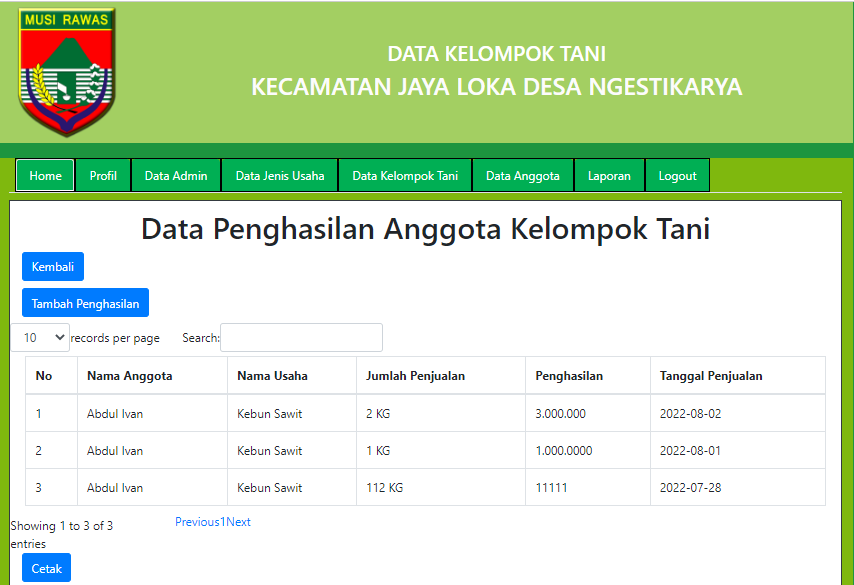 MUSI RAWAS
DATA KELOMPOK TANI
KECAMATAN JAYA LOKA DESA NGESTIKARYA
Home Profil Data Admin Data Jenis Usaha Data Kelompok Tani Data Anggota Laporan Logout
Data Penghasilan Anggota Kelompok Tani
Kembali
Tambah Penghasilan
10 records per page Search:
No Nama Anggota Nama Usaha Jumlah Penjualan Penghasilan Tanggal Penjualan
1 Abdul Ivan Kebun Sawit 2 KG 3.000.000 2022-08-02
2 Abdul Ivan Kebun Sawit 1 KG 1.000.0000 2022-08-01
3 Abdul Ivan Kebun Sawit 112 KG 11111 2022-07-28
Showing 1 to 3 of 3
entries
Previous1Next
Cetak